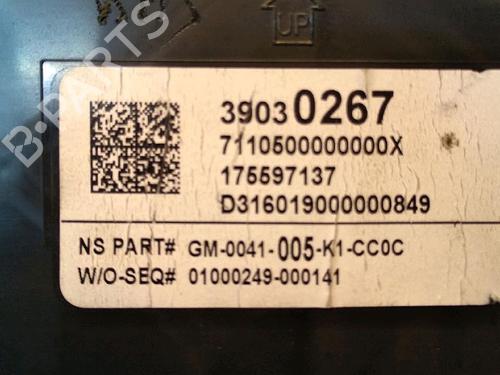 UP
B-PARTS
39030267
7110500000000X
175597137
D316019000000849
NS PART# GM-0041-005-K1-CC0C
W/O-SEQ# 01000249-000141